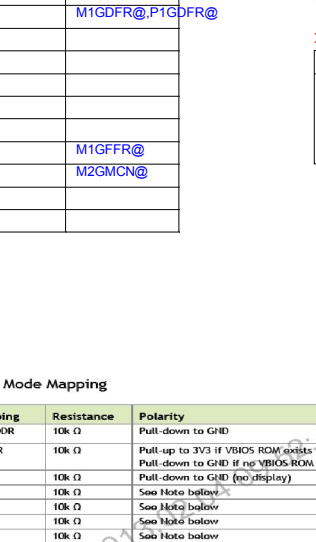 M1GDFR@,P1GDFR@
M1GFFR@
M2GMCN@
Mode Mapping
Resistance Polarity
10k Ω Pull-down to GND
10k Ω Pull-up to 3V3 if VBIOS ROM exists
Pull-down to GND if no VBIOS ROM
10k Ω Pull-down to GND (no display)
10k Ω See Note below
10k Ω See Note below
10k Ω See Note below
10k Ω See Note below